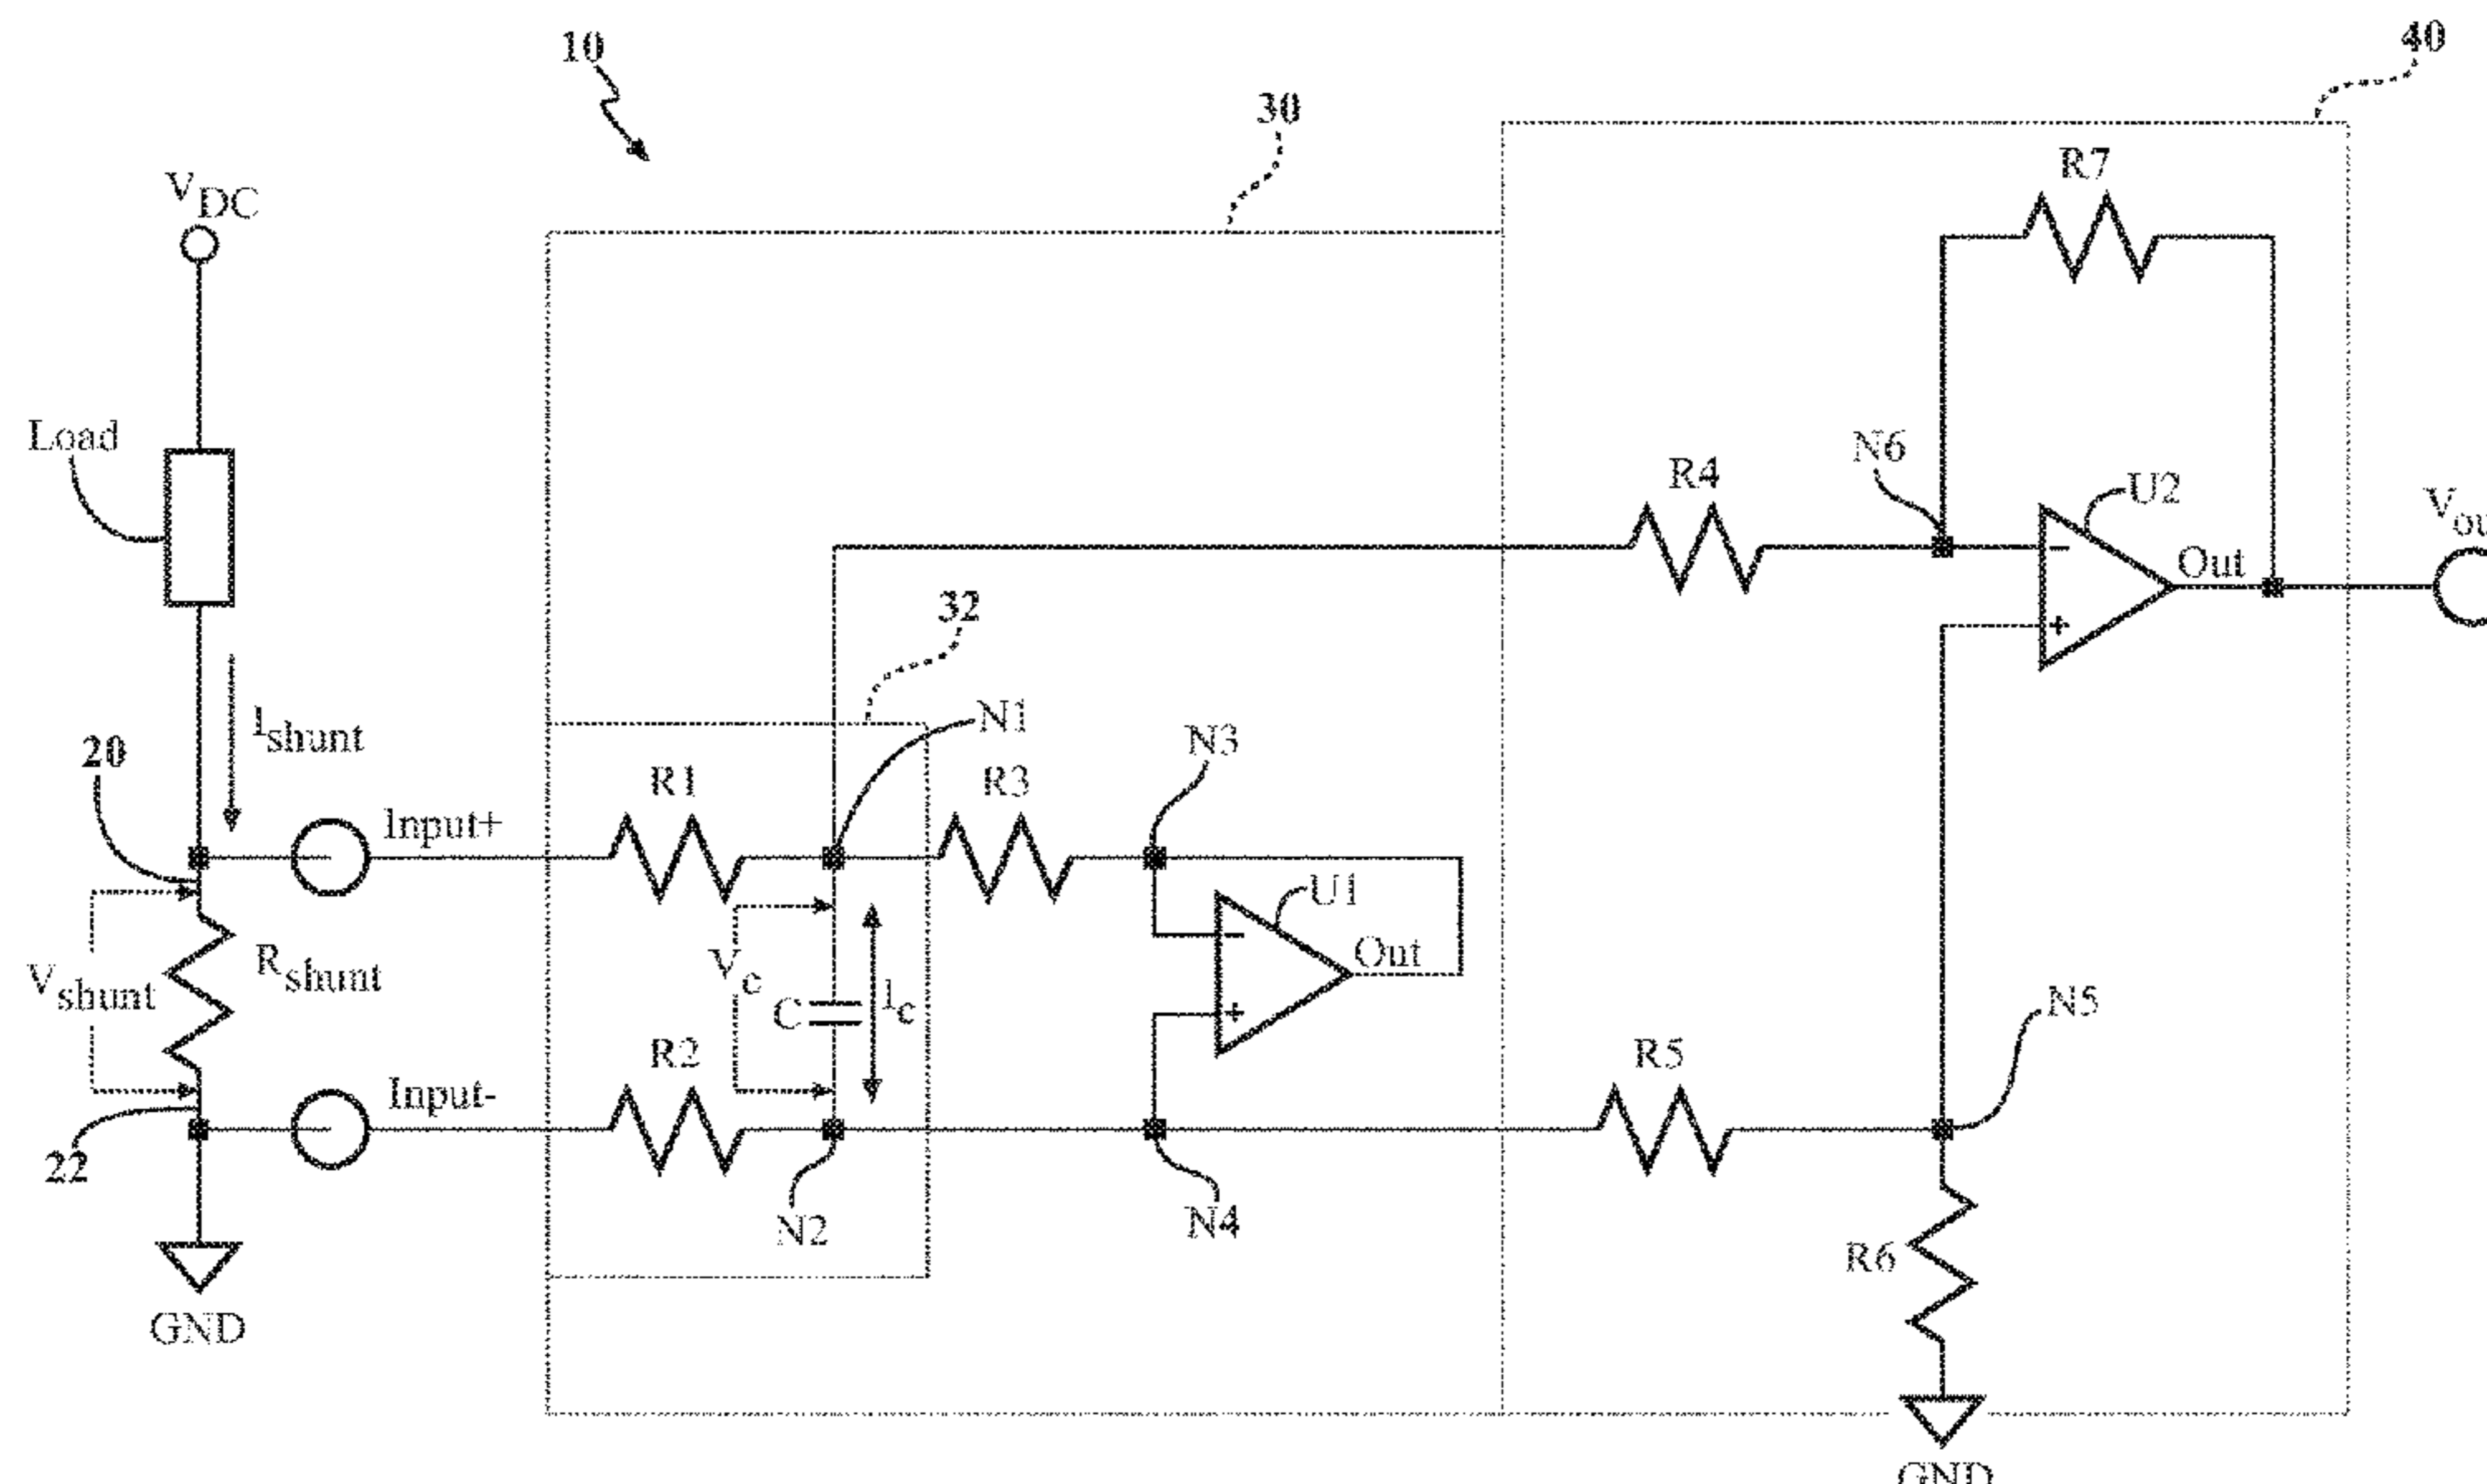 10
40
30
R7
VDC
Load
R4
N6
U2
Out
Vou
32
Ishunt
N1
N3
20
R1
R3
Input+
U1
Out
Vshunt
Rshunt
Vc
C
Ic
N5
R2
R5
Input-
22
N2
N4
R6
GND
GND
- 
+
-
+